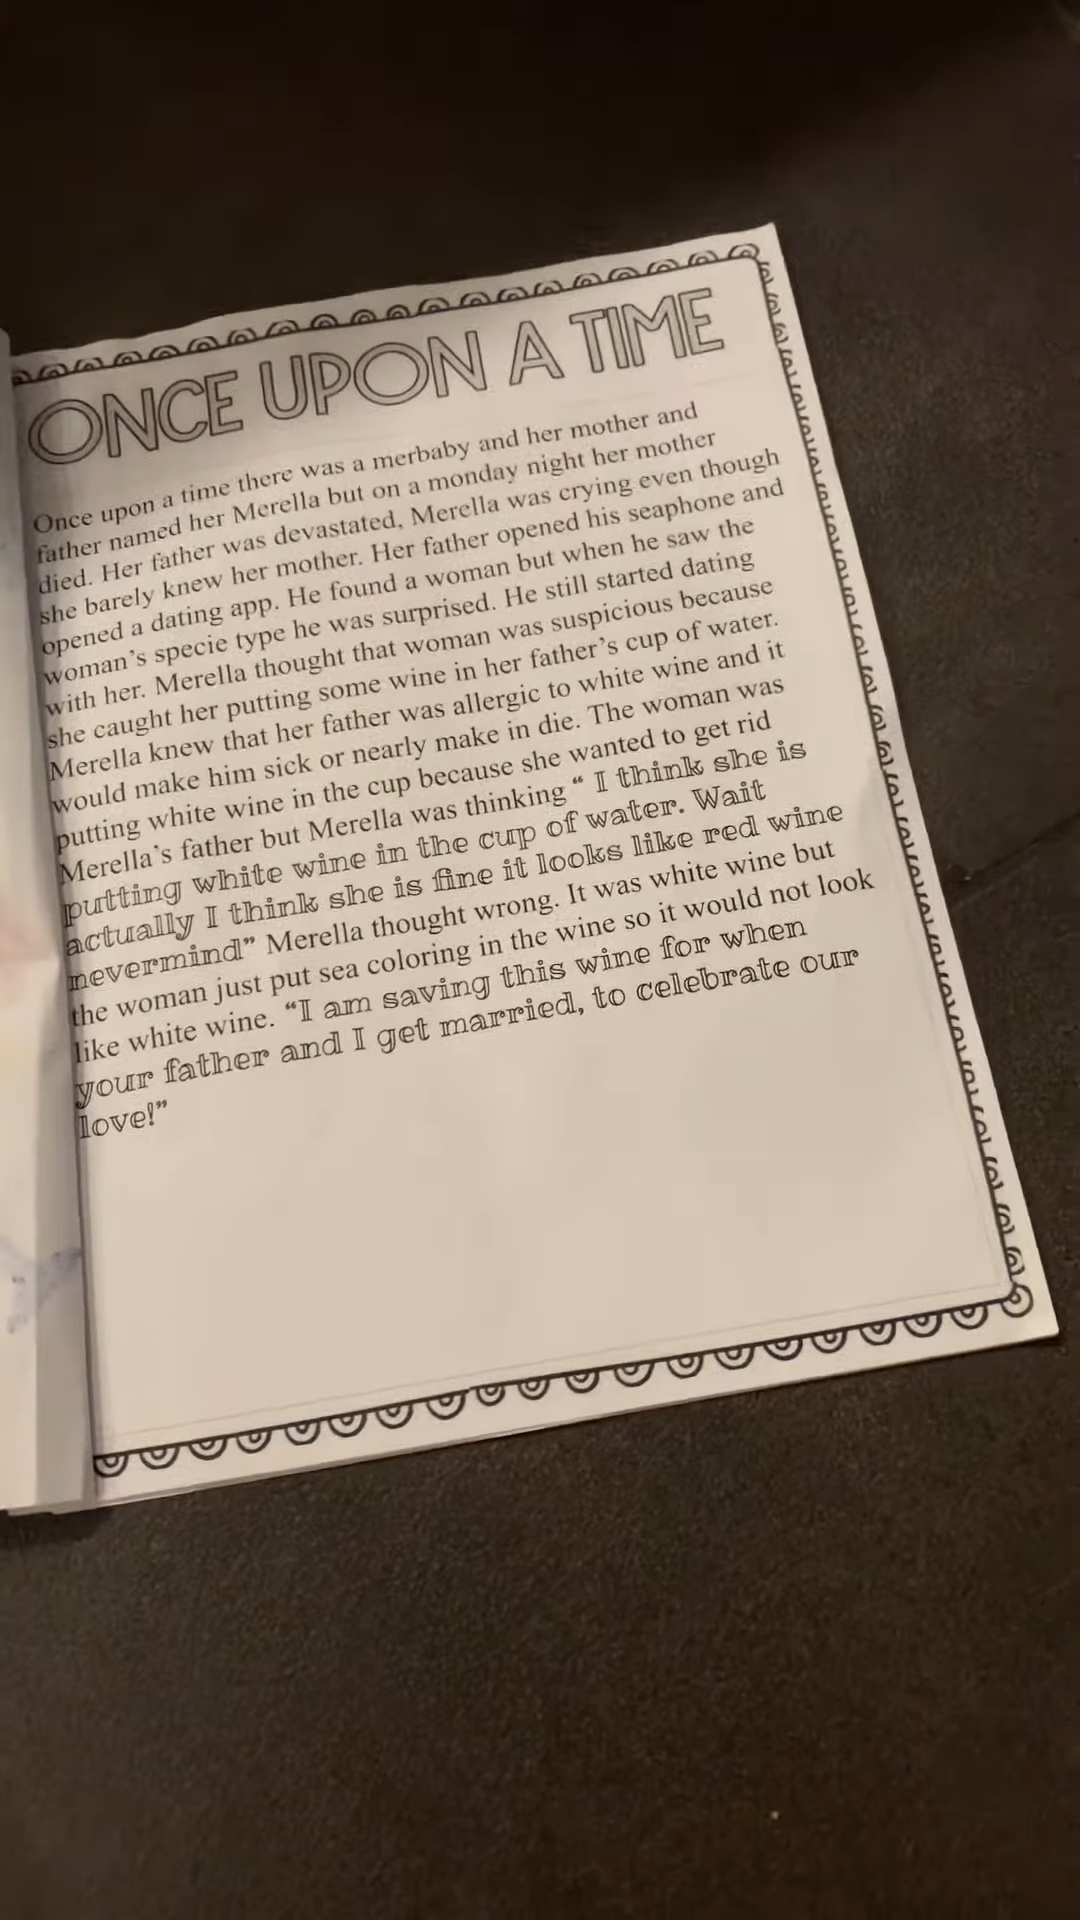 ONCE UPON A TIME
Once upon a time there was a merbaby and her mother and
father named her Merella but on a monday night her mother
died. Her father was devastated, Merella was crying even though
she barely knew her mother. Her father opened his seaphone and
opened a dating app. He found a woman but when he saw the
woman's specie type he was surprised. He still started dating
with her. Merella thought that woman was suspicious because
she caught her putting some wine in her father's cup of water.
Merella knew that her father was allergic to white wine and it
would make him sick or nearly make in die. The woman was
putting white wine in the cup because she wanted to get rid
Merella's father but Merella was thinking “ I think she is
putting white wine in the cup of water. Wait
actually I think she is fine it looks like red wine
nevermind” Merella thought wrong. It was white wine but
the woman just put sea coloring in the wine so it would not look
like white wine. “I am saving this wine for when
your father and I get married, to celebrate our
love!”